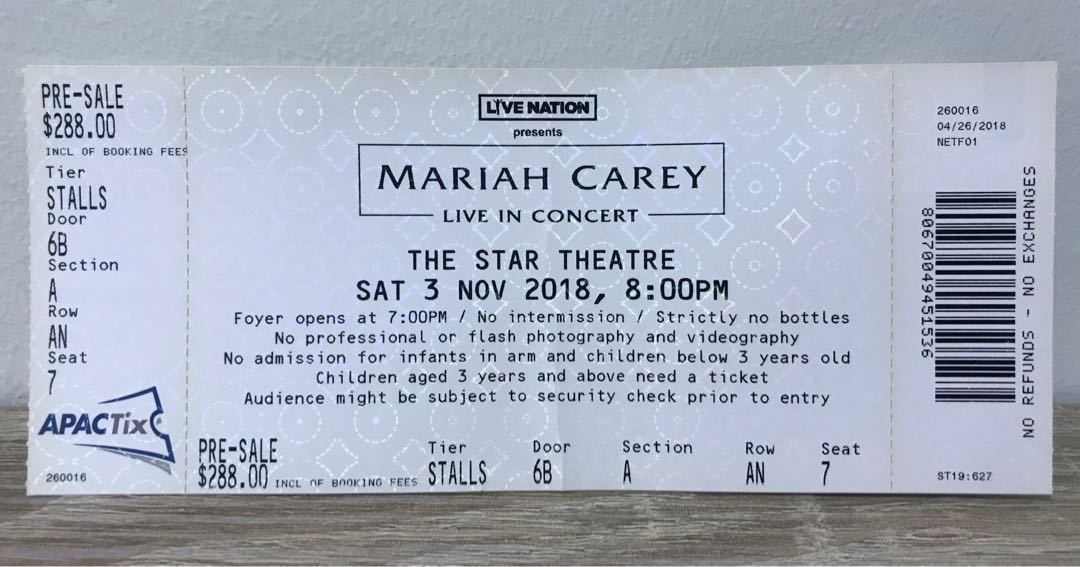 PRE-SALE
$288.00
INCL OF BOOKING FEES
Tier
STALLS
Door
6B
Section
A
Row
AN
Seat
7
APACTix
260016
LIVE NATION
presents
MARIAH CAREY
LIVE IN CONCERT
THE STAR THEATRE
SAT 3 NOV 2018, 8:00PM
Foyer opens at 7:00PM / No intermission / Strictly no bottles
No professional or flash photography and videography
No admission for infants in arm and children below 3 years old
Children aged 3 years and above need a ticket
Audience might be subject to security check prior to entry
PRE-SALE
$288.00 INCL OF BOOKING FEES
Tier Door Section Row Seat
STALLS 6B A AN 7
260016
04/26/2018
NETF01
8067004945153​6
NO REFUNDS - NO EXCHANGES
ST19:627